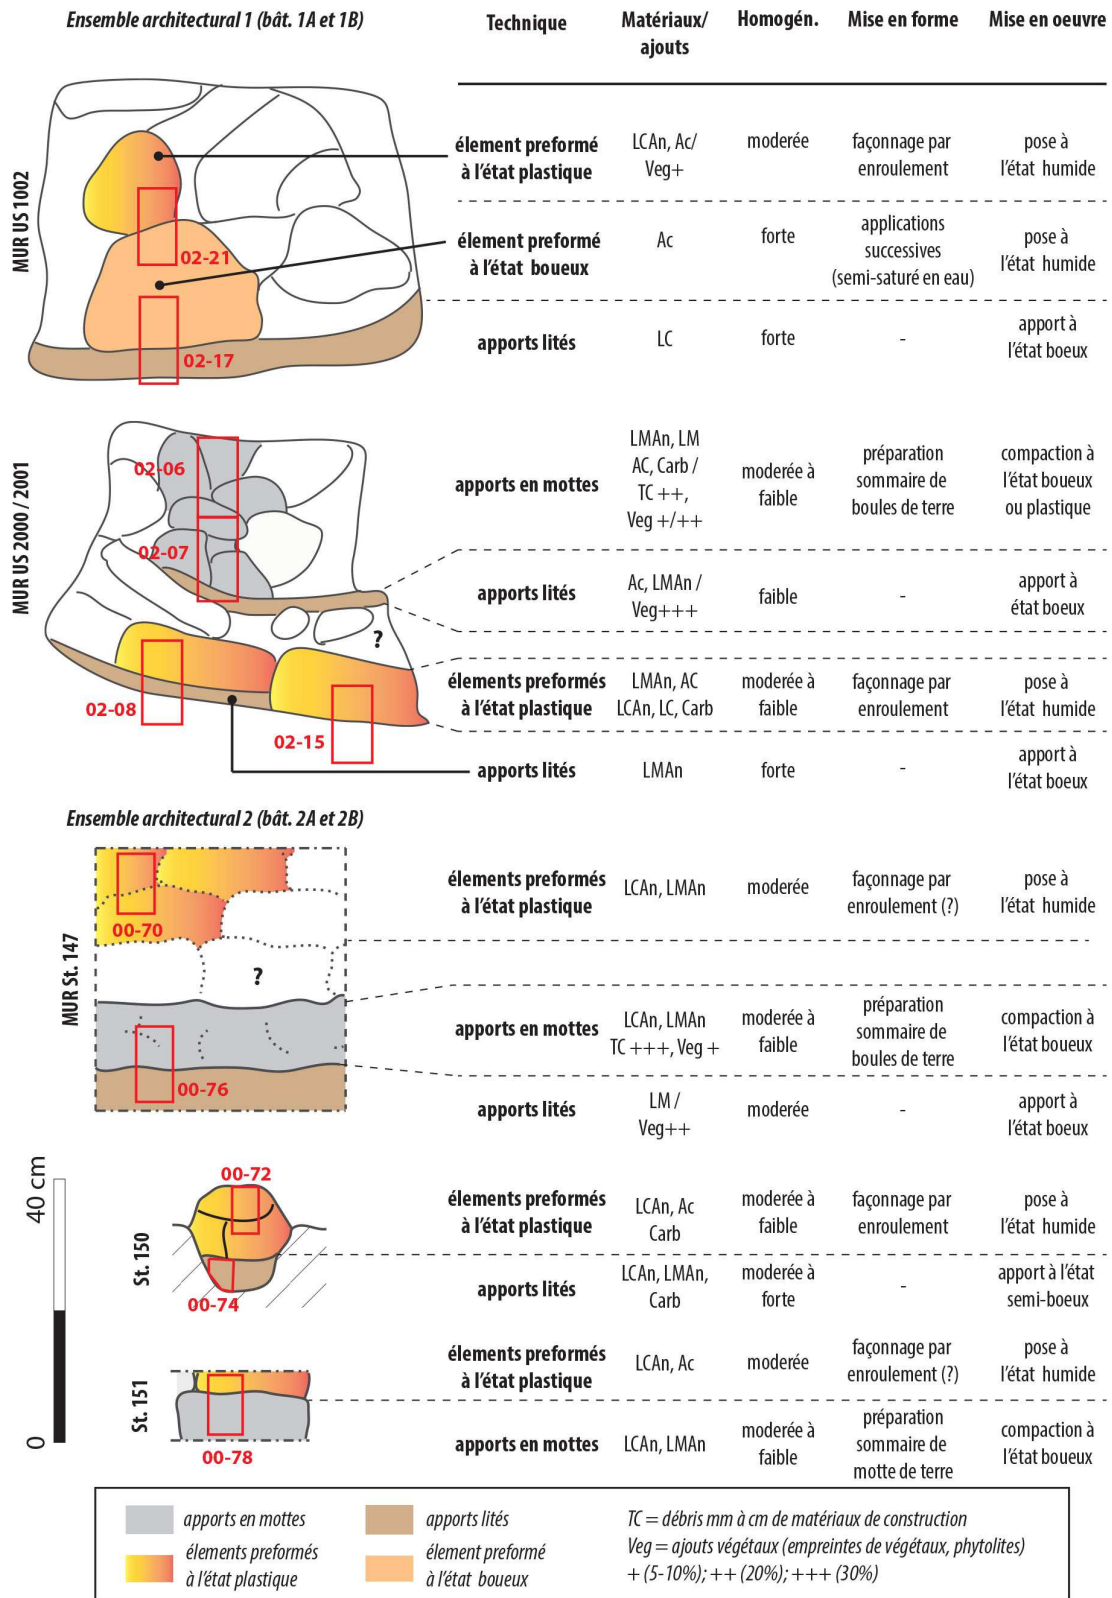 Ensemble architectural 1 (bât. 1A et 1B)
Technique
Matériaux/
ajouts
Homogén.
Mise en forme
Mise en oeuvre
MUR US 1002
02-21
02-17
élement preformé
à l'état plastique
LCAn, Ac/
Veg+
moderée
façonnage par
enroulement
pose à
l'état humide
élement preformé
à l'état boueux
Ac
forte
applications
successives
(semi-saturé en eau)
pose à
l'état humide
apports lités
LC
forte
-
apport à
l'état boeux
MUR US 2000 / 2001
02-06
02-07
02-08
02-15
?
apports en mottes
LMAn, LM
AC, Carb /
TC ++,
Veg +/++
moderée à
faible
préparation
sommaire de
boules de terre
compaction à
l'état boueux
ou plastique
apports lités
Ac, LMAn /
Veg+++
faible
-
apport à
état boeux
élements preformés
à l'état plastique
LMAn, AC
LCAn, LC, Carb
moderée à
faible
façonnage par
enroulement
pose à
l'état humide
apports lités
LMAn
forte
-
apport à
l'état boeux
Ensemble architectural 2 (bât. 2A et 2B)
MUR St. 147
00-70
?
00-76
élements preformés
à l'état plastique
LCAn, LMAn
moderée
façonnage par
enroulement (?)
pose à
l'état humide
apports en mottes
LCAn, LMAn
TC +++, Veg +
moderée à
faible
préparation
sommaire de
boules de terre
compaction à
l'état boueux
apports lités
LM /
Veg++
moderée
-
apport à
l'état boeux
40 cm
0
St. 150
00-72
00-74
élements preformés
à l'état plastique
LCAn, Ac
Carb
moderée à
faible
façonnage par
enroulement
pose à
l'état humide
apports lités
LCAn, LMAn,
Carb
moderée à
forte
-
apport à l'état
semi-boeux
St. 151
00-78
élements preformés
à l'état plastique
LCAn, Ac
moderée
façonnage par
enroulement (?)
pose à
l'état humide
apports en mottes
LCAn, LMAn
moderée à
faible
préparation
sommaire de
motte de terre
compaction à
l'état boueux
apports en mottes
élements preformés
à l'état plastique
apports lités
élement preformé
à l'état boueux
TC = débris mm à cm de matériaux de construction
Veg = ajouts végétaux (empreintes de végétaux, phytolites)
+ (5-10%); ++ (20%); +++ (30%)